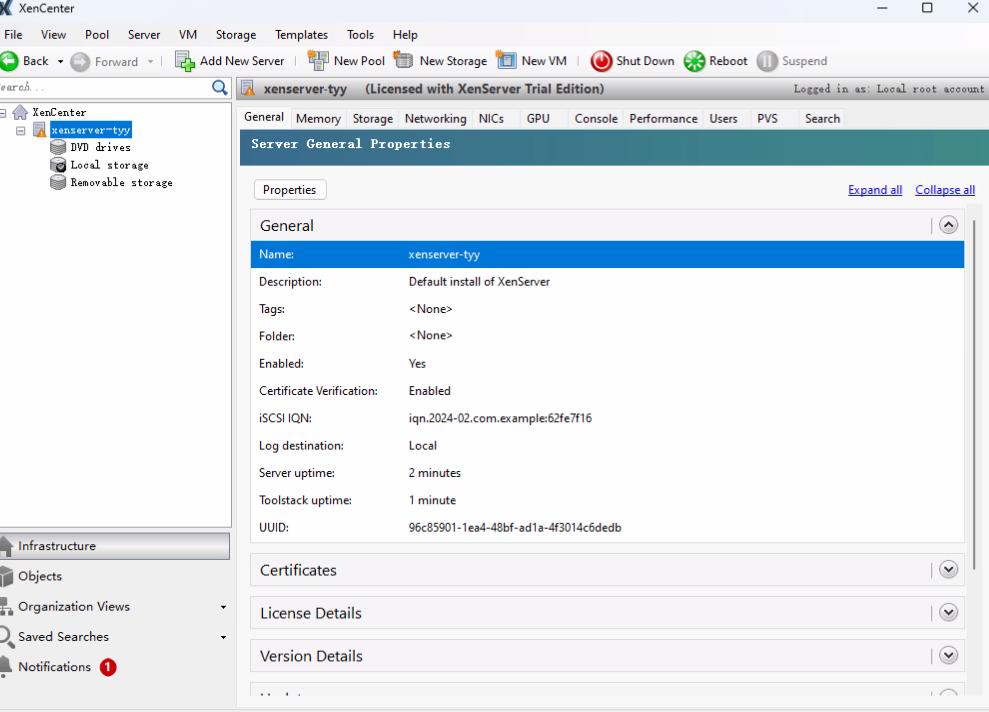 XenCenter
File View Pool Server VM Storage Templates Tools Help
Back Forward Add New Server New Pool New Storage New VM Shut Down Reboot Suspend
earch...
xenserver-tyy (Licensed with XenServer Trial Edition) Logged in as: Local root account
XenCenter
xenserver-tyy
DVD drives
Local storage
Removable storage
General Memory Storage Networking NICs GPU Console Performance Users PVS Search
Server General Properties
Properties Expand all Collapse all
General
Name: xenserver-tyy
Description: Default install of XenServer
Tags: <None>
Folder: <None>
Enabled: Yes
Certificate Verification: Enabled
iSCSI IQN: iqn.2024-02.com.example:62fe7f16
Log destination: Local
Server uptime: 2 minutes
Toolstack uptime: 1 minute
UUID: 96c85901-1ea4-48bf-ad1a-4f3014c6dedb
Certificates
License Details
Version Details
Infrastructure
Objects
Organization Views
Saved Searches
Notifications 1